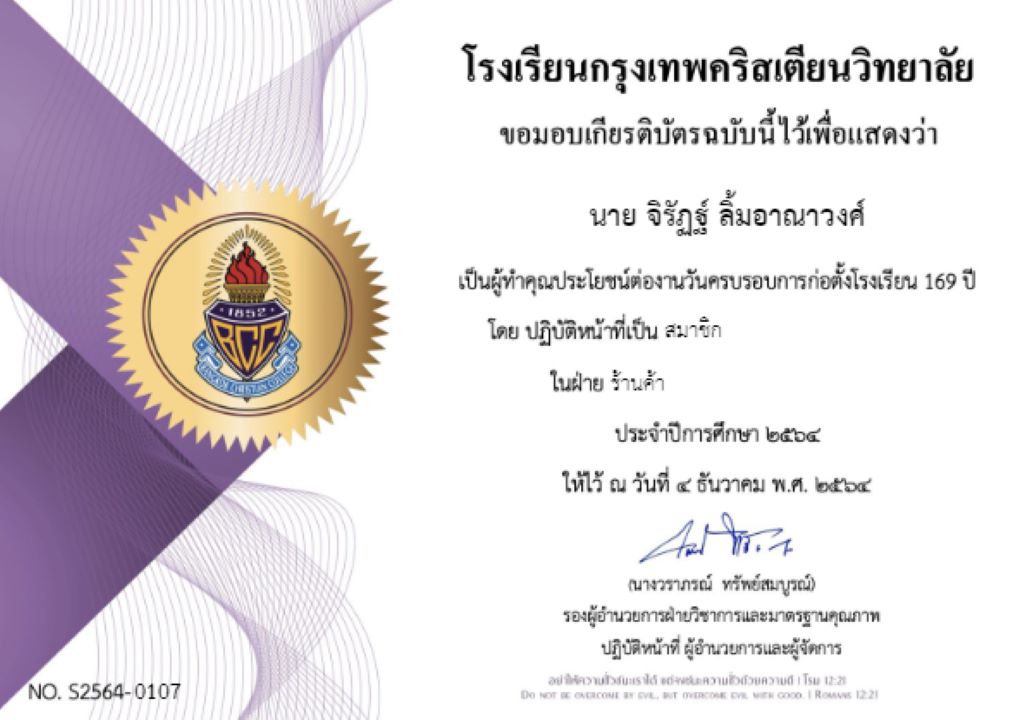 โรงเรียนกรุงเทพคริสเตียนวิทยาลัย
ขอมอบเกียรติบัตรฉบับนี้ไว้เพื่อแสดงว่า
นาย จิรัฏฐ์ ลิ้มอาณาวงศ์
เป็นผู้ทำคุณประโยชน์ต่องานวันครบรอบการก่อตั้งโรงเรียน 169 ปี
โดย ปฏิบัติหน้าที่เป็น สมาชิก
ในฝ่าย ร้านค้า
ประจำปีการศึกษา ๒๕๖๔
ให้ไว้ ณ วันที่ ๔ ธันวาคม พ.ศ. ๒๕๖๔
(นางวราภรณ์ ทรัพย์สมบูรณ์)
รองผู้อำนวยการฝ่ายวิชาการและมาตรฐานคุณภาพ
ปฏิบัติหน้าที่ ผู้อำนวยการและผู้จัดการ
อย่าให้ความชั่วชนะเราได้ แต่จงชนะความชั่วด้วยความดี | โรม 12:21
DO NOT BE OVERCOME BY EVIL, BUT OVERCOME EVIL WITH GOOD. | ROMANS 12:21
1852
BCC
BANGKOK CHRISTIAN COLLEGE
NO. S2564-0107